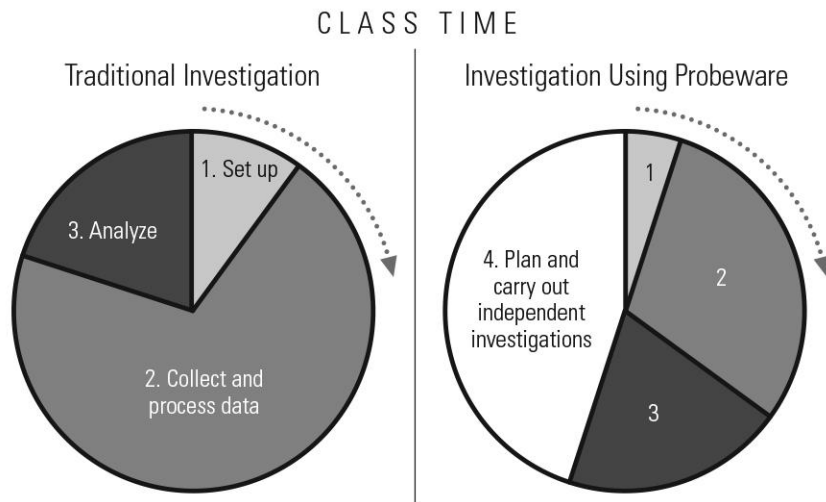 CLASS TIME
Traditional Investigation
1. Set up
3. Analyze
2. Collect and
process data
Investigation Using Probeware
1
2
4. Plan and
carry out
independent
investigations
3